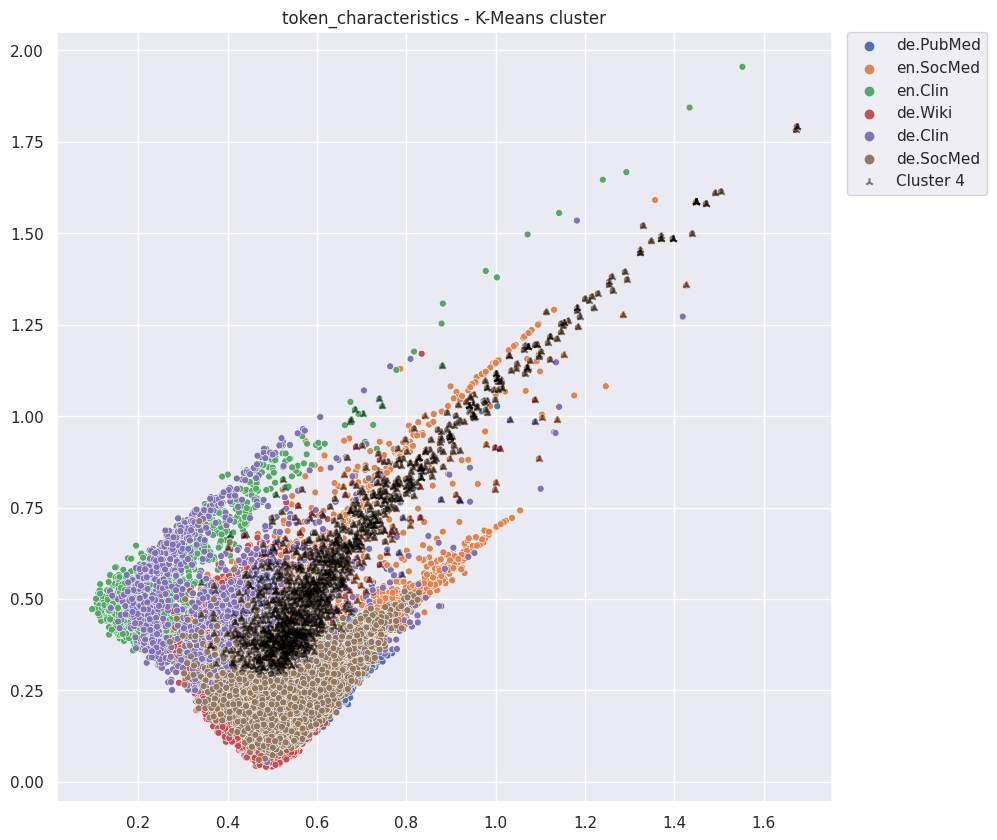 token_characteristics - K-Means cluster
2.00
1.75
1.50
1.25
1.00
0.75
0.50
0.25
0.00
0.2 0.4 0.6 0.8 1.0 1.2 1.4 1.6
de.PubMed
en.SocMed
en.Clin
de.Wiki
de.Clin
de.SocMed
Cluster 4